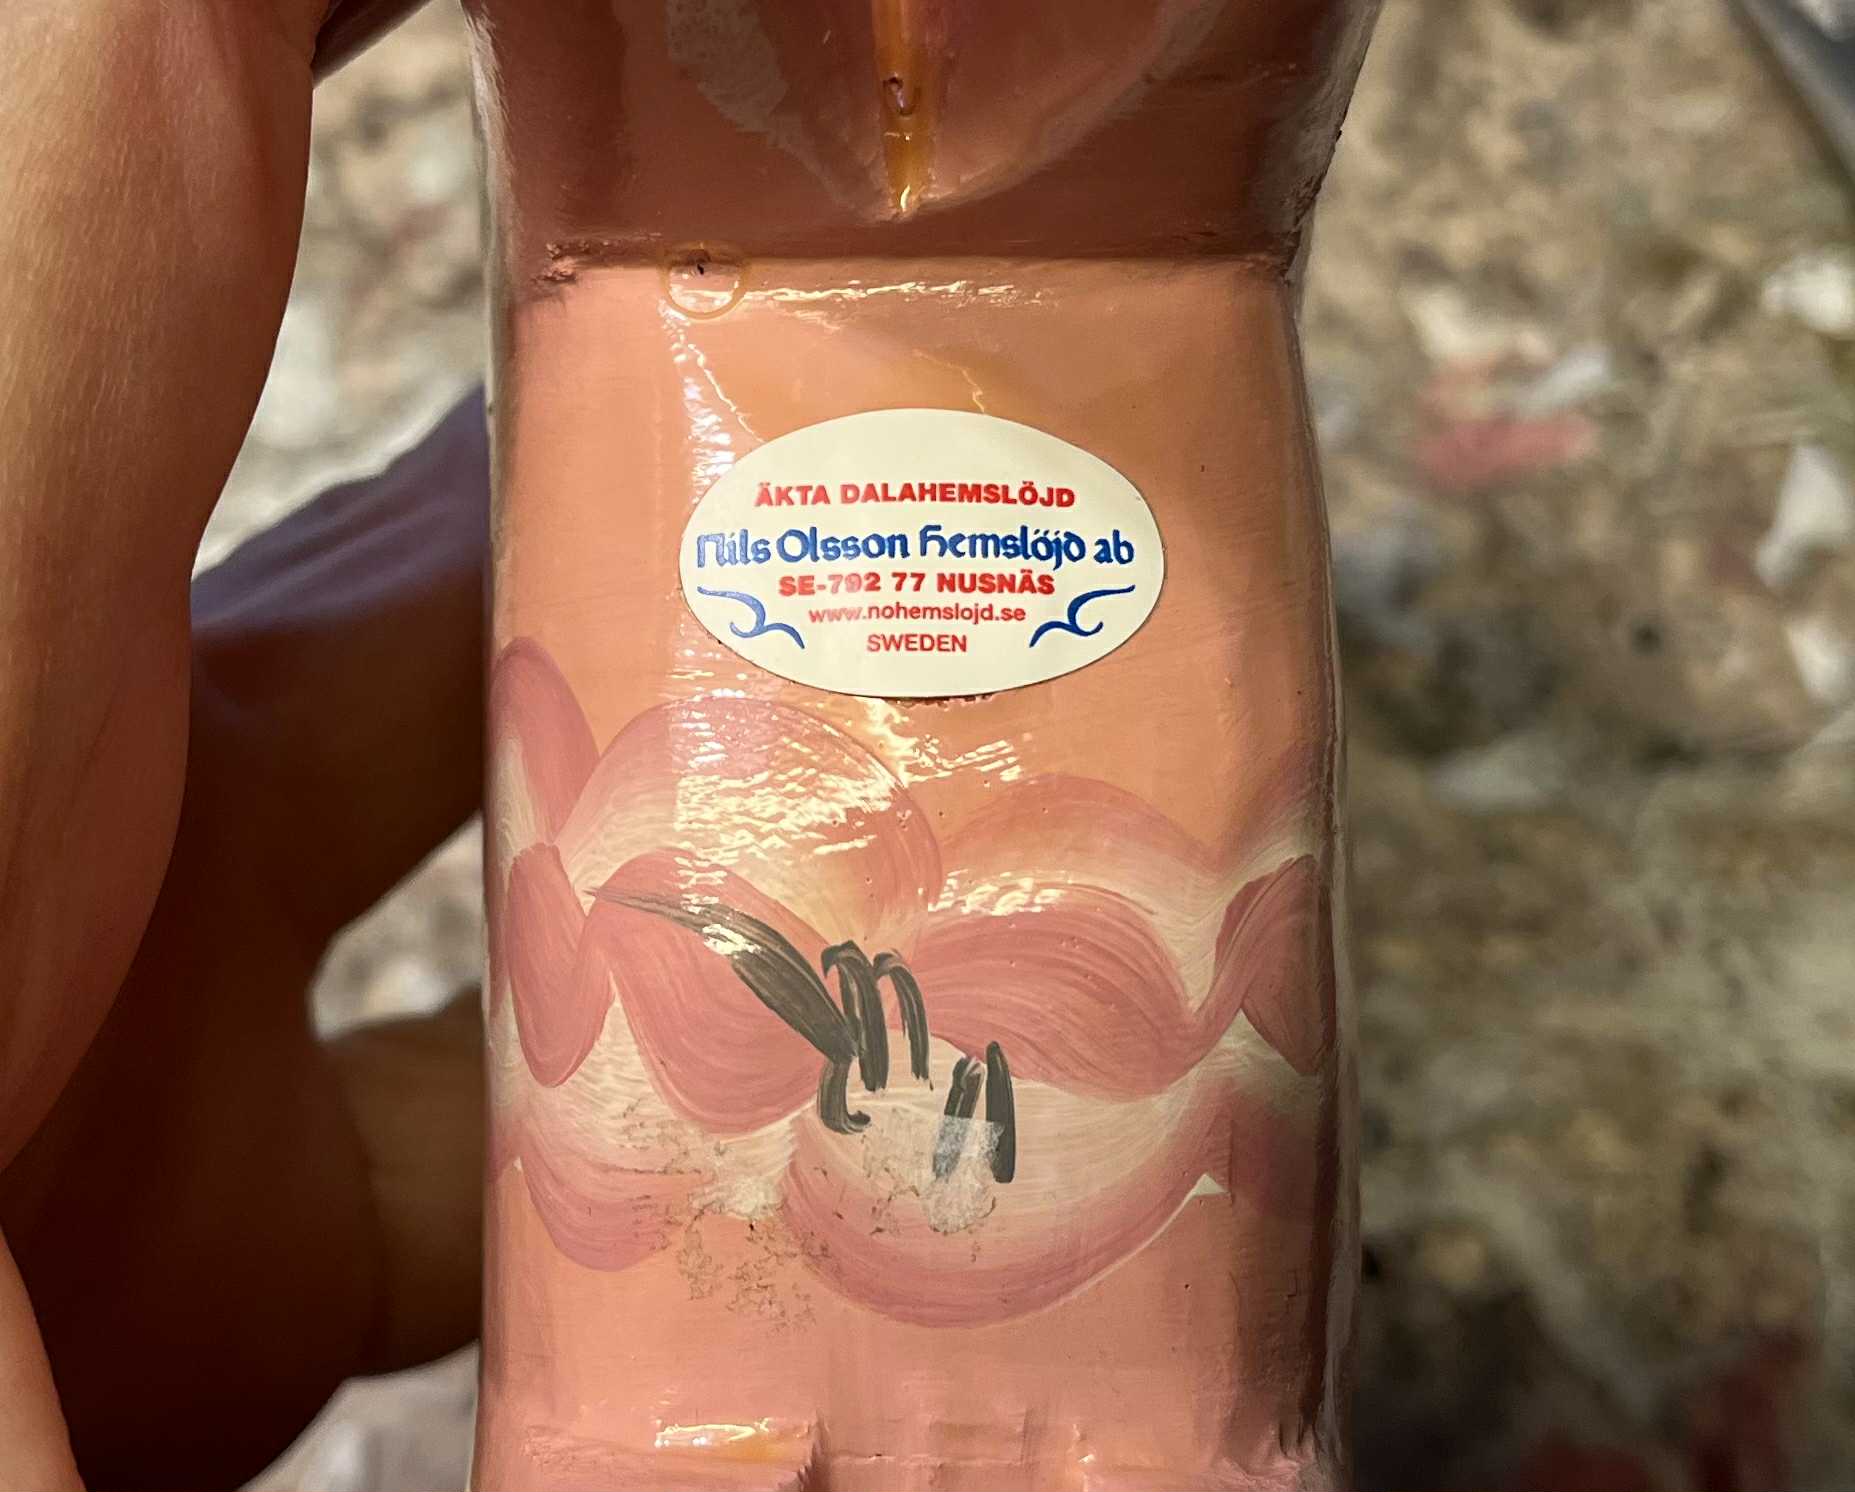 ÄKTA DALAHEMSLÖJD
Nils Olsson Hemslöjd ab
SE-792 77 NUSNÄS
www.nohemslojd.se
SWEDEN